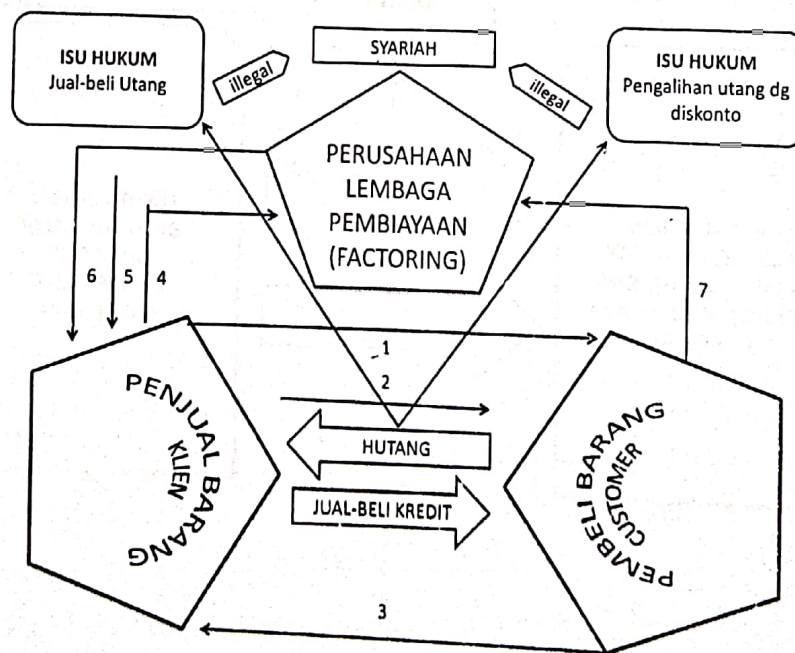 ISU HUKUM
Jual-beli Utang
illegal
SYARIAH
illegal
ISU HUKUM
Pengalihan utang dg
diskonto
PERUSAHAAN
LEMBAGA
PEMBIAYAAN
(FACTORING)
6
5
4
7
1
2
PENJUAL BARANG
KLIEN
HUTANG
JUAL-BELI KREDIT
PEMBELI BARANG
CUSTOMER
3